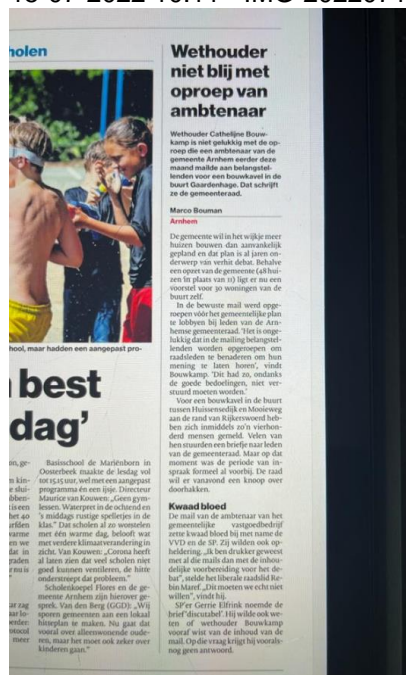 holen
Wethouder
niet blij met
oproep van
ambtenaar
Wethouder Cathelijne Bouw-
kamp is niet gelukkig met de op-
roep die een ambtenaar van de
gemeente Arnhem eerder deze
maand mailde aan belangstel-
lenden voor een bouwkavel in de
buurt Gaardenhage. Dat schrijft
ze de gemeenteraad.
Marco Bouman
Arnhem
De gemeente wil in het wijkje meer
huizen bouwen dan aanvankelijk
gepland en dat plan is al jaren on-
derwerp van verhit debat. Behalve
een opzet van de gemeente (48 hui-
zen in plaats van 11) ligt er nu een
voorstel voor 30 woningen van de
buurt zelf.
In de bewuste mail werd opge-
roepen vóór het gemeentelijke plan
te lobbyen bij leden van de Arn-
hemse gemeenteraad. 'Het is onge-
lukkig dat in de mailing belangstel-
lenden worden opgeroepen om
raadsleden te benaderen om hun
mening te laten horen', vindt
Bouwkamp. 'Dit had zo, ondanks
de goede bedoelingen, niet ver-
stuurd moeten worden.'
Voor een bouwkavel in de buurt
tussen Huissensedijk en Mooieweg
aan de rand van Rijkerswoerd heb-
ben zich inmiddels zo'n vierhon-
derd mensen gemeld. Velen van
hen stuurden een briefje naar leden
van de gemeenteraad. Maar op dat
moment was de periode van in-
spraak formeel al voorbij. De raad
wil er vanavond een knoop over
doorhakken.
Kwaad bloed
De mail van de ambtenaar van het
gemeentelijke vastgoedbedrijf
zette kwaad bloed bij met name de
VVD en de SP. Zij wilden ook op-
heldering. „Ik ben drukker geweest
met al die mails dan met de inhou-
delijke voorbereiding voor het de-
bat", stelde het liberale raadslid Re-
bin Maref. „Dit moeten we echt niet
willen", vindt hij.
SP'er Gerrie Elfrink noemde de
brief 'discutabel'. Hij wilde ook we-
ten of wethouder Bouwkamp
vooraf wist van de inhoud van de
mail. Op die vraag krijgt hij voorals-
nog geen antwoord.
hool, maar hadden een aangepast pro-
best
dag'
Basisschool de Mariënborn in
Oosterbeek maakte de lesdag vol
tot 15.15 uur, wel met een aangepast
programma én een ijsje. Directeur
Maurice van Kouwen: „Geen gym-
lessen. Waterpret in de ochtend en
's middags rustige spelletjes in de
klas." Dat scholen al zo worstelen
met één warme dag, belooft wat
met verdere klimaatverandering in
zicht. Van Kouwen: „Corona heeft
al laten zien dat veel scholen niet
goed kunnen ventileren, de hitte
onderstreept dat probleem."
Scholenkoepel Flores en de ge-
meente Arnhem zijn hierover ge-
sprek. Van den Berg (GGD): „Wij
sporen gemeenten aan een lokaal
hitteplan te maken. Nu gaat dat
vooral over alleenwonende oude-
ren, maar het moet ook zeker over
kinderen gaan."